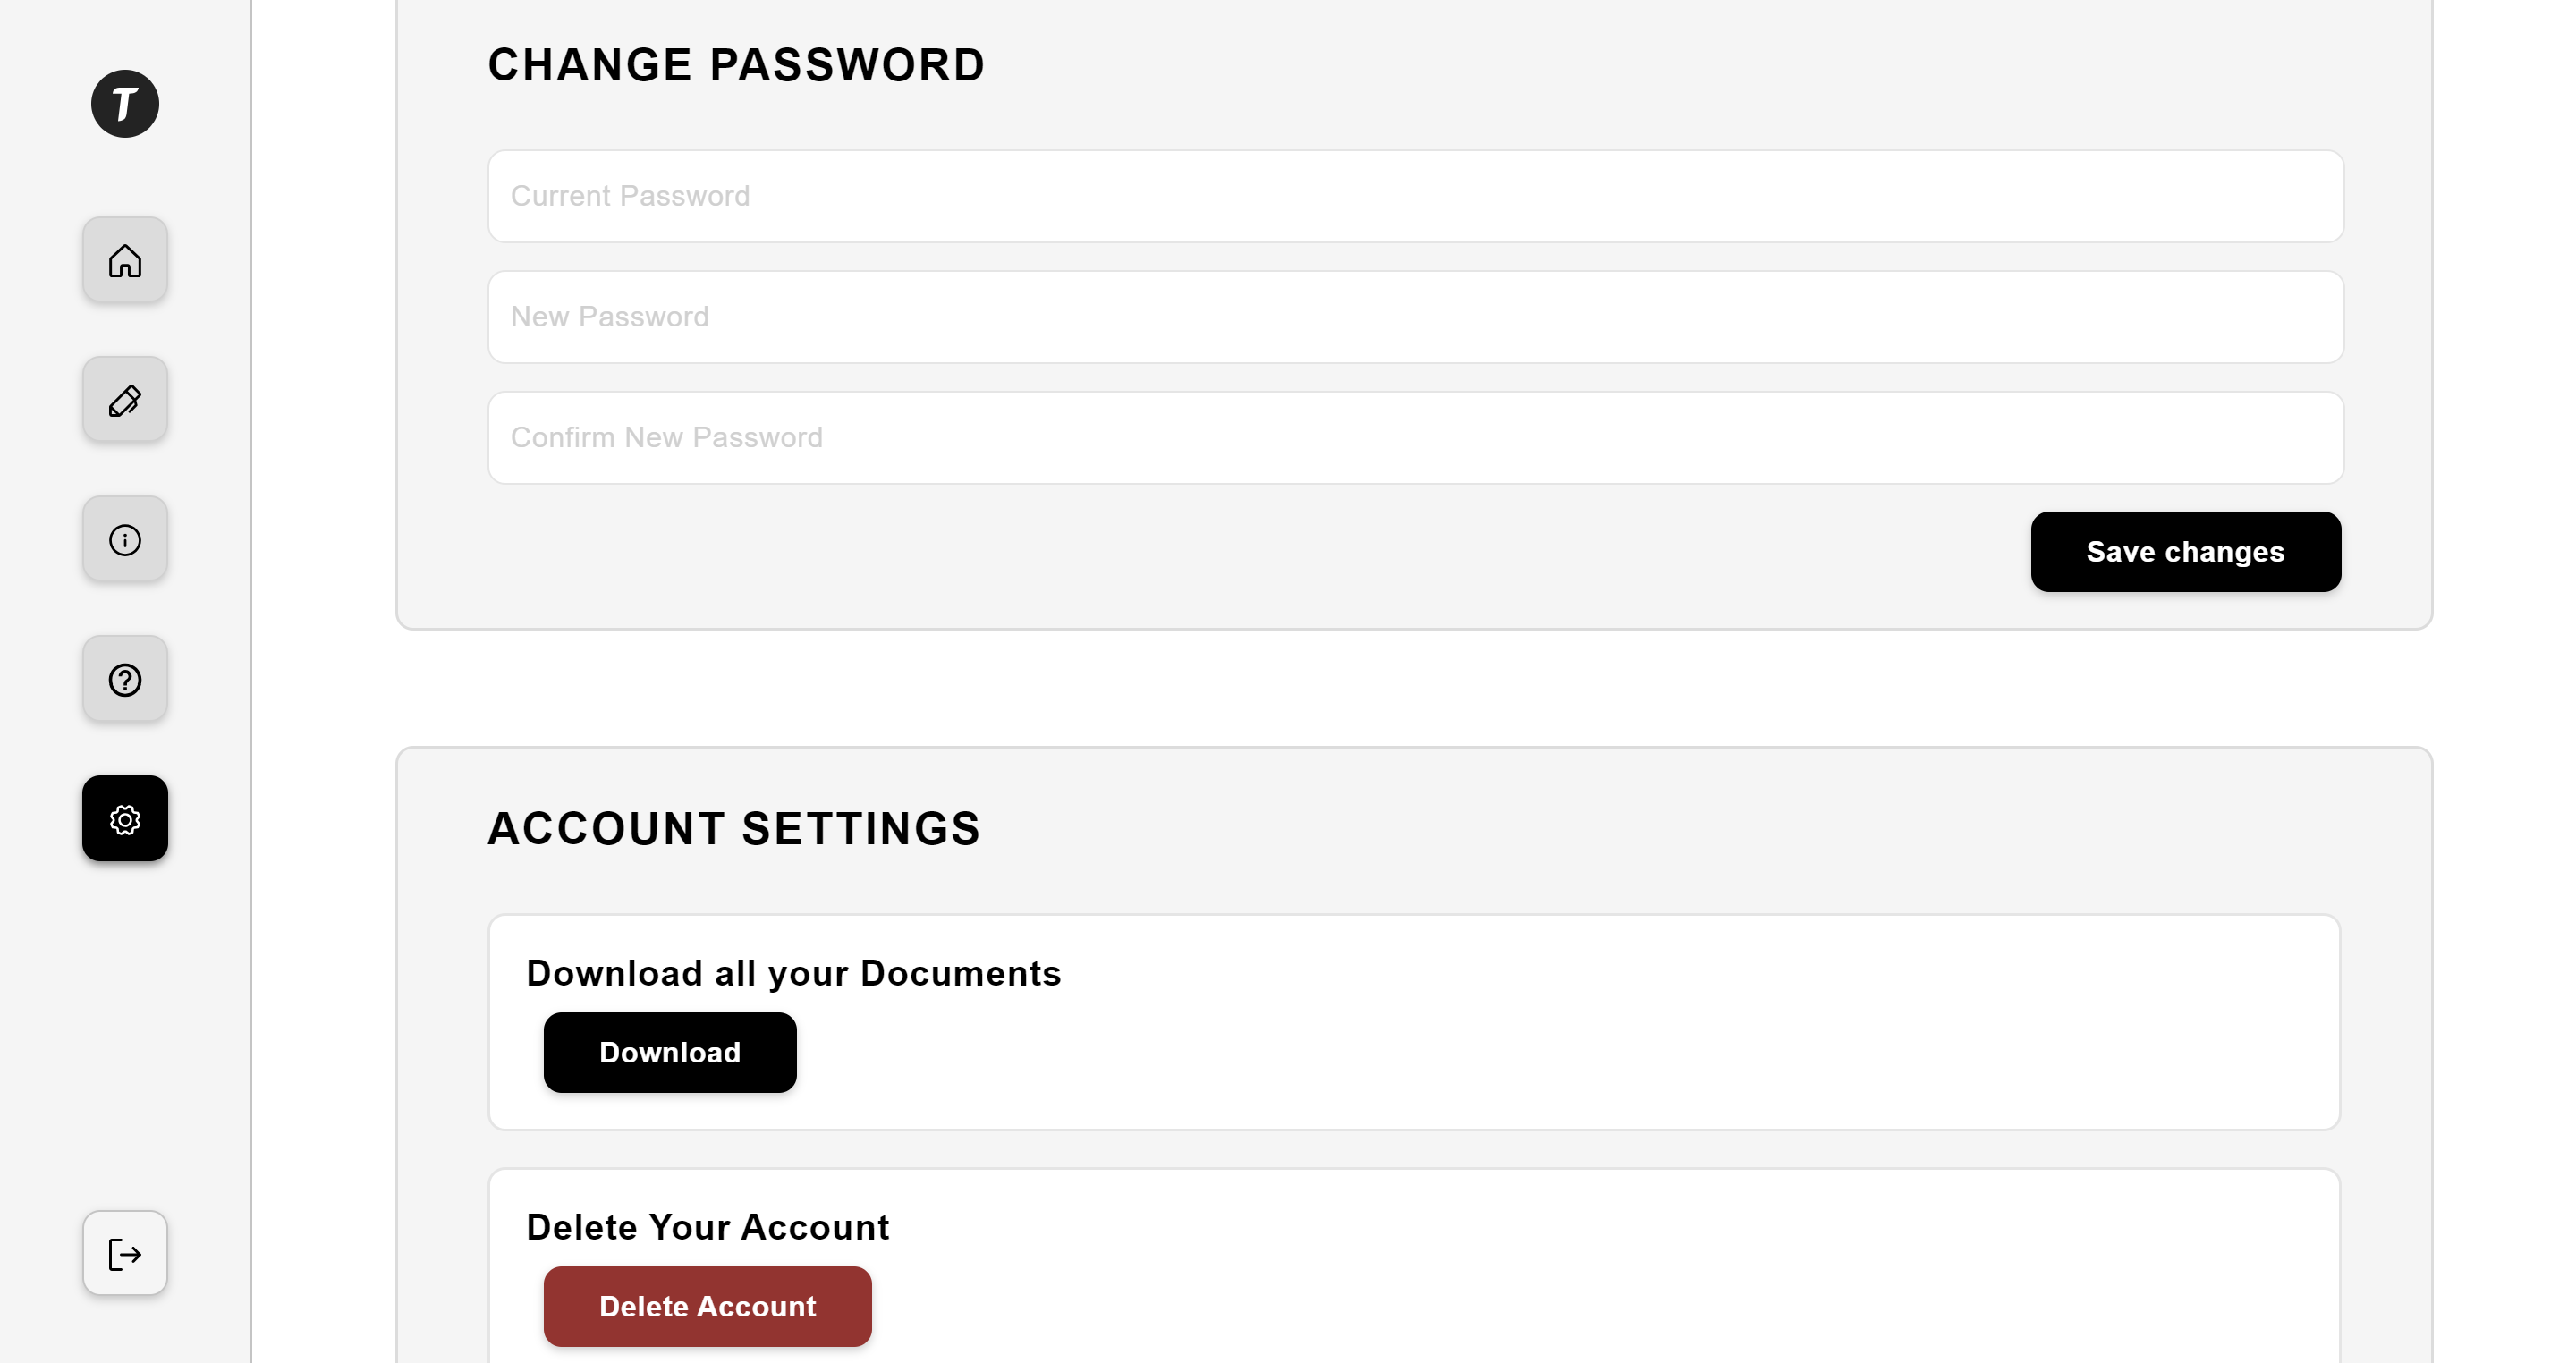 T
CHANGE PASSWORD
Current Password
New Password
Confirm New Password
Save changes
ACCOUNT SETTINGS
Download all your Documents
Download
Delete Your Account
Delete Account